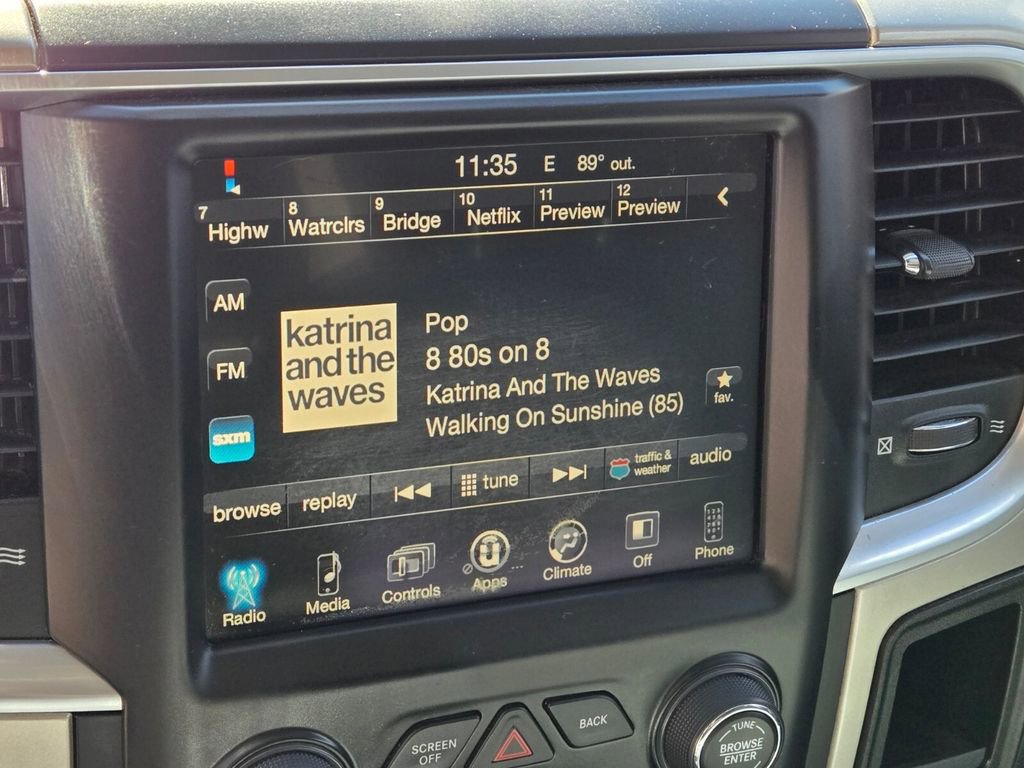 11:35 E 89° out.
7 Highw 8 Watrclrs 9 Bridge 10 Netflix 11 Preview 12 Preview
AM
FM
sxm
katrina
and the
waves
Pop
8 80s on 8
Katrina And The Waves
Walking On Sunshine (85)
fav.
browse replay tune traffic & weather audio
Radio Media Controls Apps Climate Off Phone
SCREEN
OFF
BACK
TUNE
BROWSE
ENTER